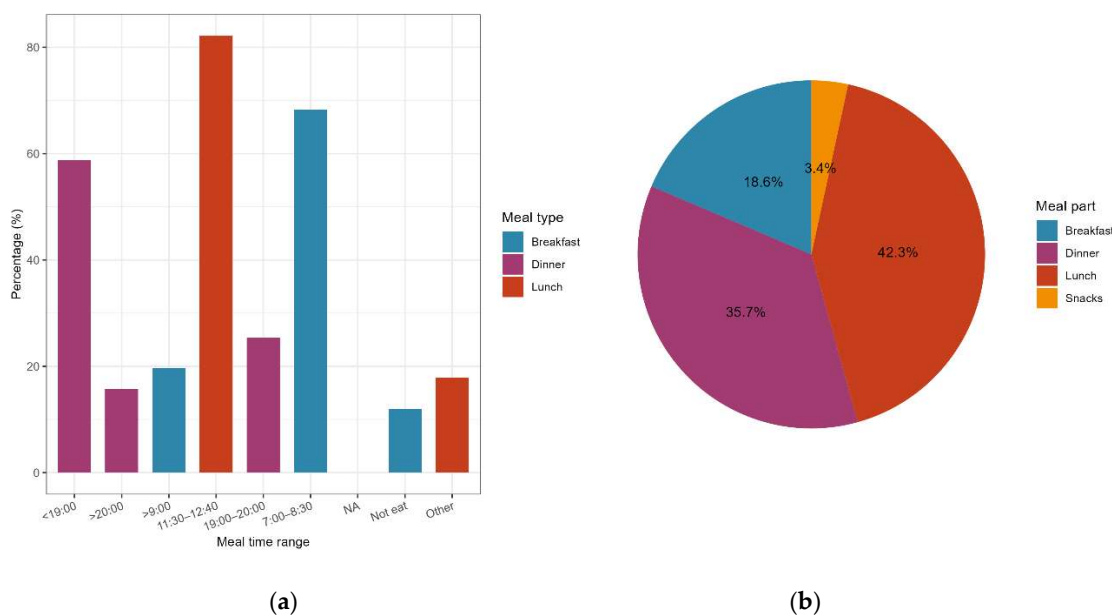 80
60
40
20
0
Percentage (%)
<19:00
>20:00
>9:00
11:30–12:40
19:00–20:00
7:00–8:30
NA
Not eat
Other
Meal time range
Meal type
Breakfast
Dinner
Lunch
(a)
3.4%
18.6%
42.3%
35.7%
Meal part
Breakfast
Dinner
Lunch
Snacks
(b)